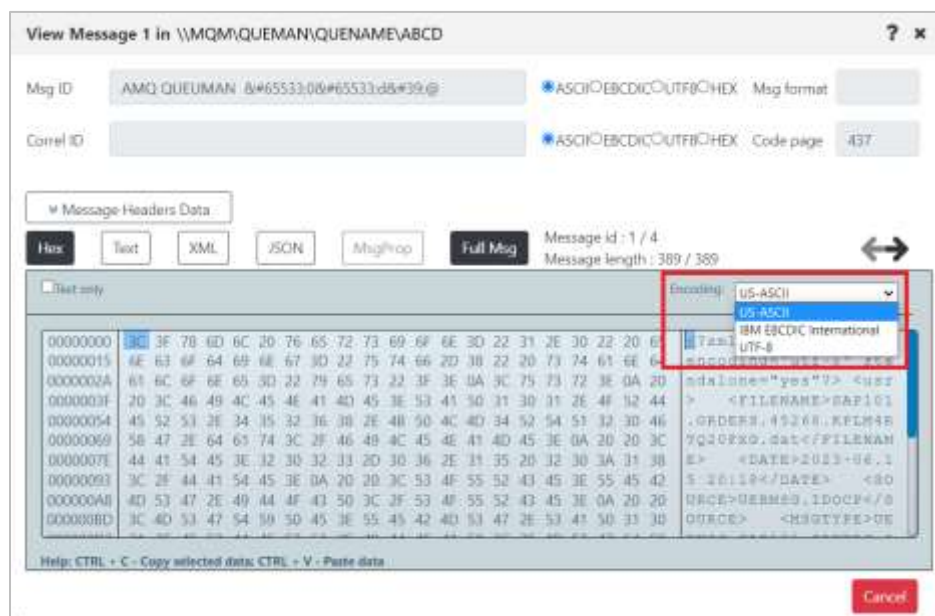 View Message 1 in \\MQM\QUEMAN\QUENAME\ABCD ? ×
Msg ID AMQ QUEUMAN &#65533;0&#65533;d&#39;@ ASCII EBCDIC UTF8 HEX Msg format
Correl ID ASCII EBCDIC UTF8 HEX Code page 437
Message Headers Data
Hex Text XML JSON MsgProp Full Msg
Message id : 1 / 4
Message length : 389 / 389
Text only
Encoding: US-ASCII
US-ASCII
IBM EBCDIC International
UTF-8
00000000 3C 3F 78 6D 6C 20 76 65 72 73 69 6F 6E 3D 22 31 2E 30 22 20 65
00000015 6E 63 6F 64 69 6E 67 3D 22 75 74 66 2D 38 22 20 73 74 61 6E 64 encoding="utf-8" stan
0000002A 61 6C 6F 6E 65 3D 22 79 65 73 22 3F 3E 0A 3C 75 73 72 3E 0A 20 ndalone="yes"?> <usr
0000003F 20 3C 46 49 4C 45 4E 41 4D 45 3E 53 41 50 31 30 31 2E 4F 52 44 > <FILENAME>SAP101
00000054 45 52 53 2E 34 35 32 36 38 2E 4B 50 4C 4D 34 52 54 51 32 30 46 .ORDERS.45268.KPLM4R
00000069 58 47 2E 64 61 74 3C 2F 46 49 4C 45 4E 41 4D 45 3E 0A 20 20 3C .dat</FILENAM
0000007E 44 41 54 45 3E 32 30 32 33 2D 30 36 2E 31 35 20 32 30 3A 31 38 E> <DATE>2023-06.1
00000093 3C 2F 44 41 54 45 3E 0A 20 20 3C 53 4F 55 52 43 45 3E 55 45 42 5 20:18</DATE> <SO
000000A8 4D 53 47 2E 49 44 4F 43 50 3C 2F 53 4F 55 52 43 45 3E 0A 20 20 URCE>UEBMSG.IDOCP</S
000000BD 3C 4D 53 47 54 59 50 45 3E 55 45 42 4D 53 47 2E 53 41 50 31 30 OURCE> <MSGTYPE>UE
Help: CTRL + C - Copy selected data; CTRL + V - Paste data
Cancel